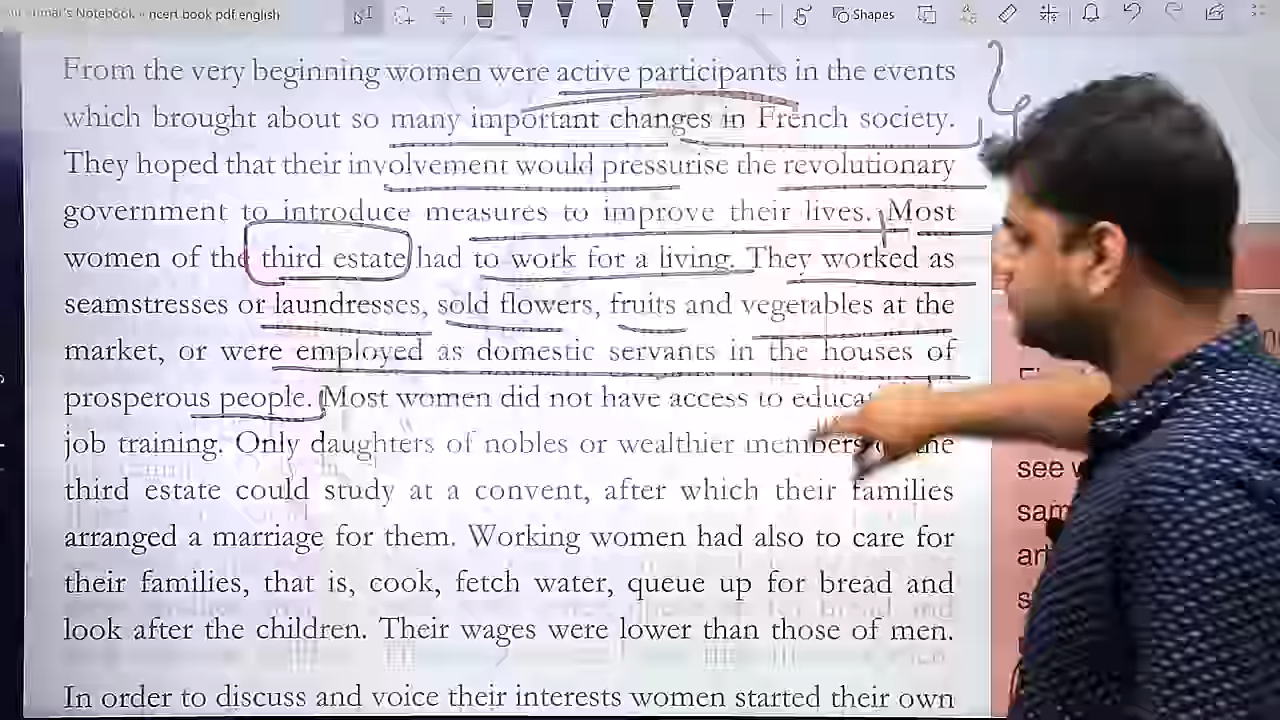 Notebook » ncert book pdf english
Shapes
From the very beginning women were active participants in the events
which brought about so many important changes in French society.
They hoped that their involvement would pressurise the revolutionary
government to introduce measures to improve their lives. Most
women of the third estate had to work for a living. They worked as
seamstresses or laundresses, sold flowers, fruits and vegetables at the
market, or were employed as domestic servants in the houses of
prosperous people. Most women did not have access to
job training. Only daughters of nobles or wealthier members
third estate could study at a convent, after which their families
arranged a marriage for them. Working women had also to care for
their families, that is, cook, fetch water, queue up for bread and
look after the children. Their wages were lower than those of men.
In order to discuss and voice their interests women started their own
see